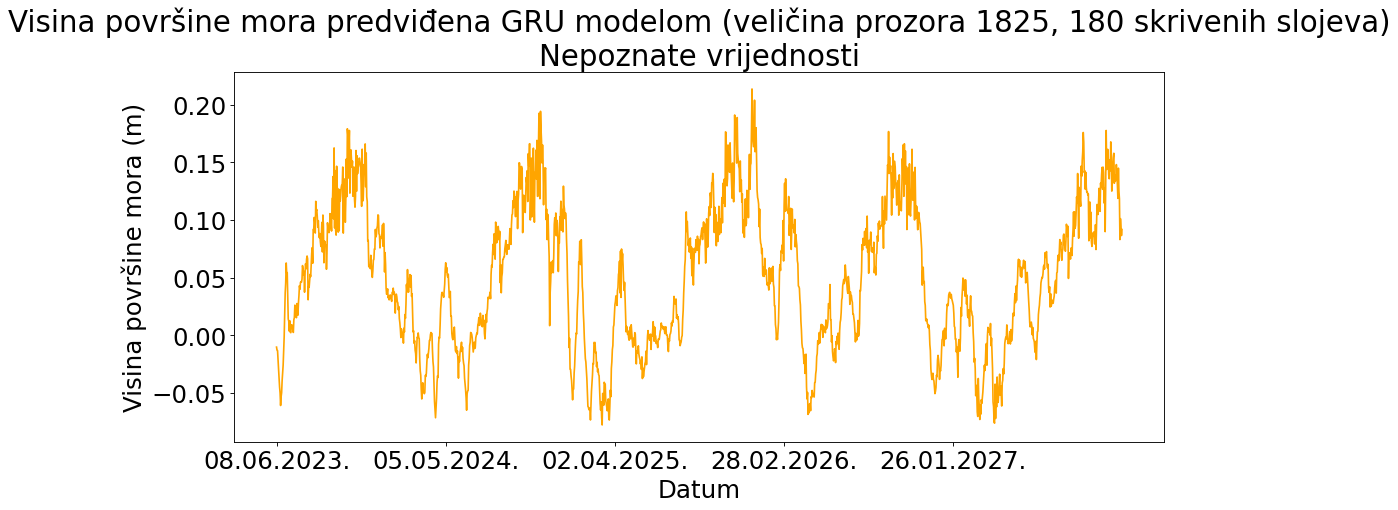 Visina površine mora predviđena GRU modelom (veličina prozora 1825, 180 skrivenih slojeva)
Nepoznate vrijednosti
Visina površine mora (m)
0.20
0.15
0.10
0.05
0.00
−0.05
08.06.2023. 05.05.2024. 02.04.2025. 28.02.2026. 26.01.2027.
Datum